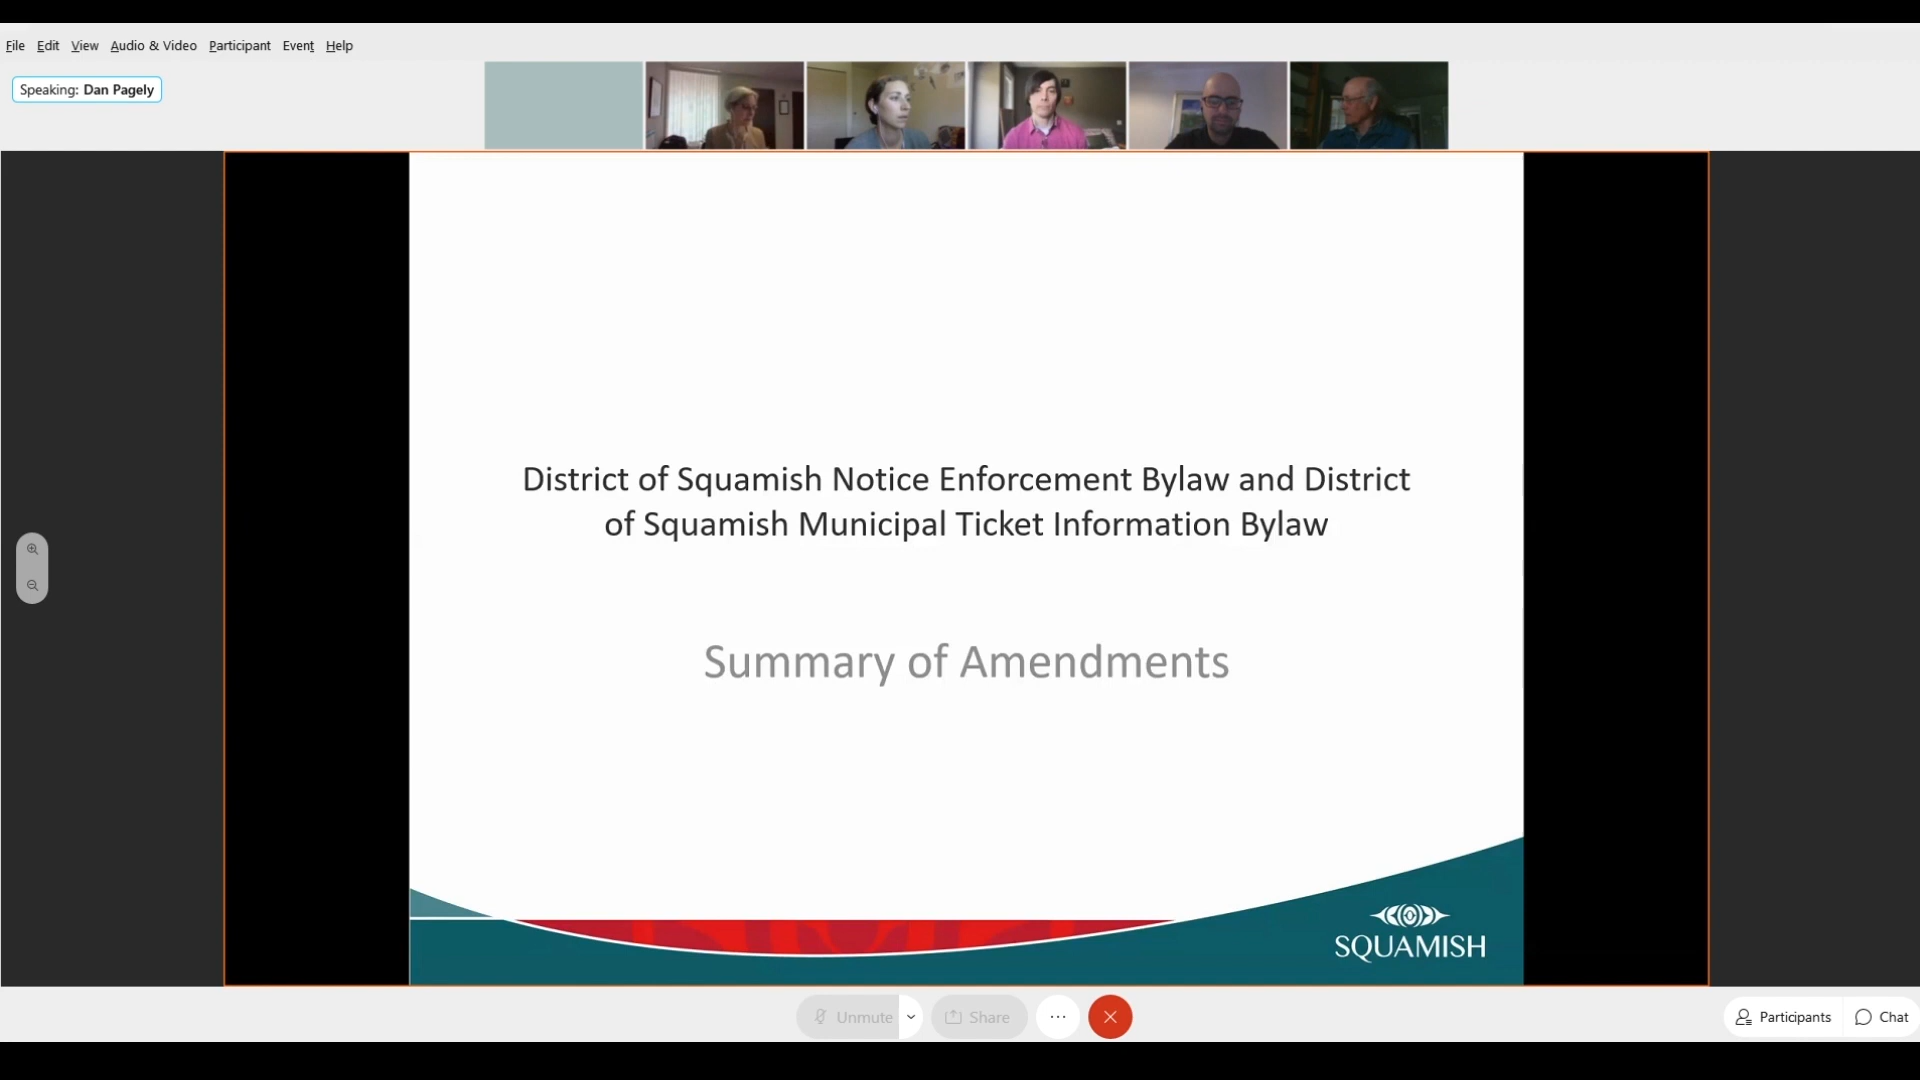 File Edit View Audio & Video Participant Event Help
Speaking: Dan Pagely
District of Squamish Notice Enforcement Bylaw and District
of Squamish Municipal Ticket Information Bylaw
Summary of Amendments
SQUAMISH
Unmute
Share
Participants
Chat